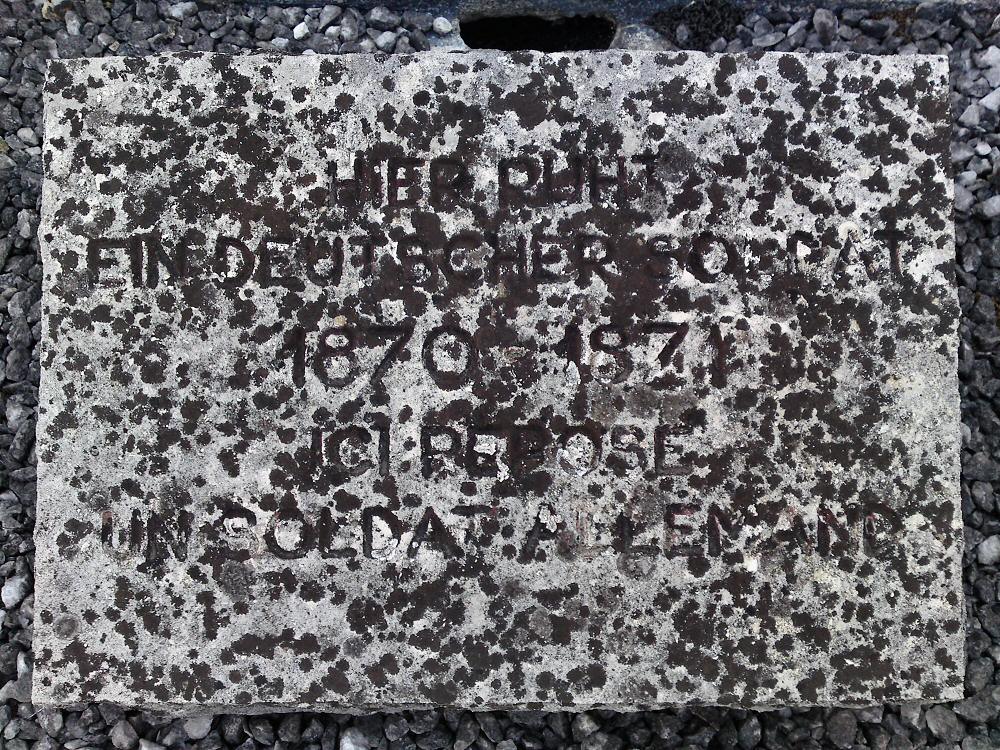 HIER RUHT
EIN DEUTSCHER SOLDAT
1870 - 1871
ICI REPOSE
UN SOLDAT ALLEMAND